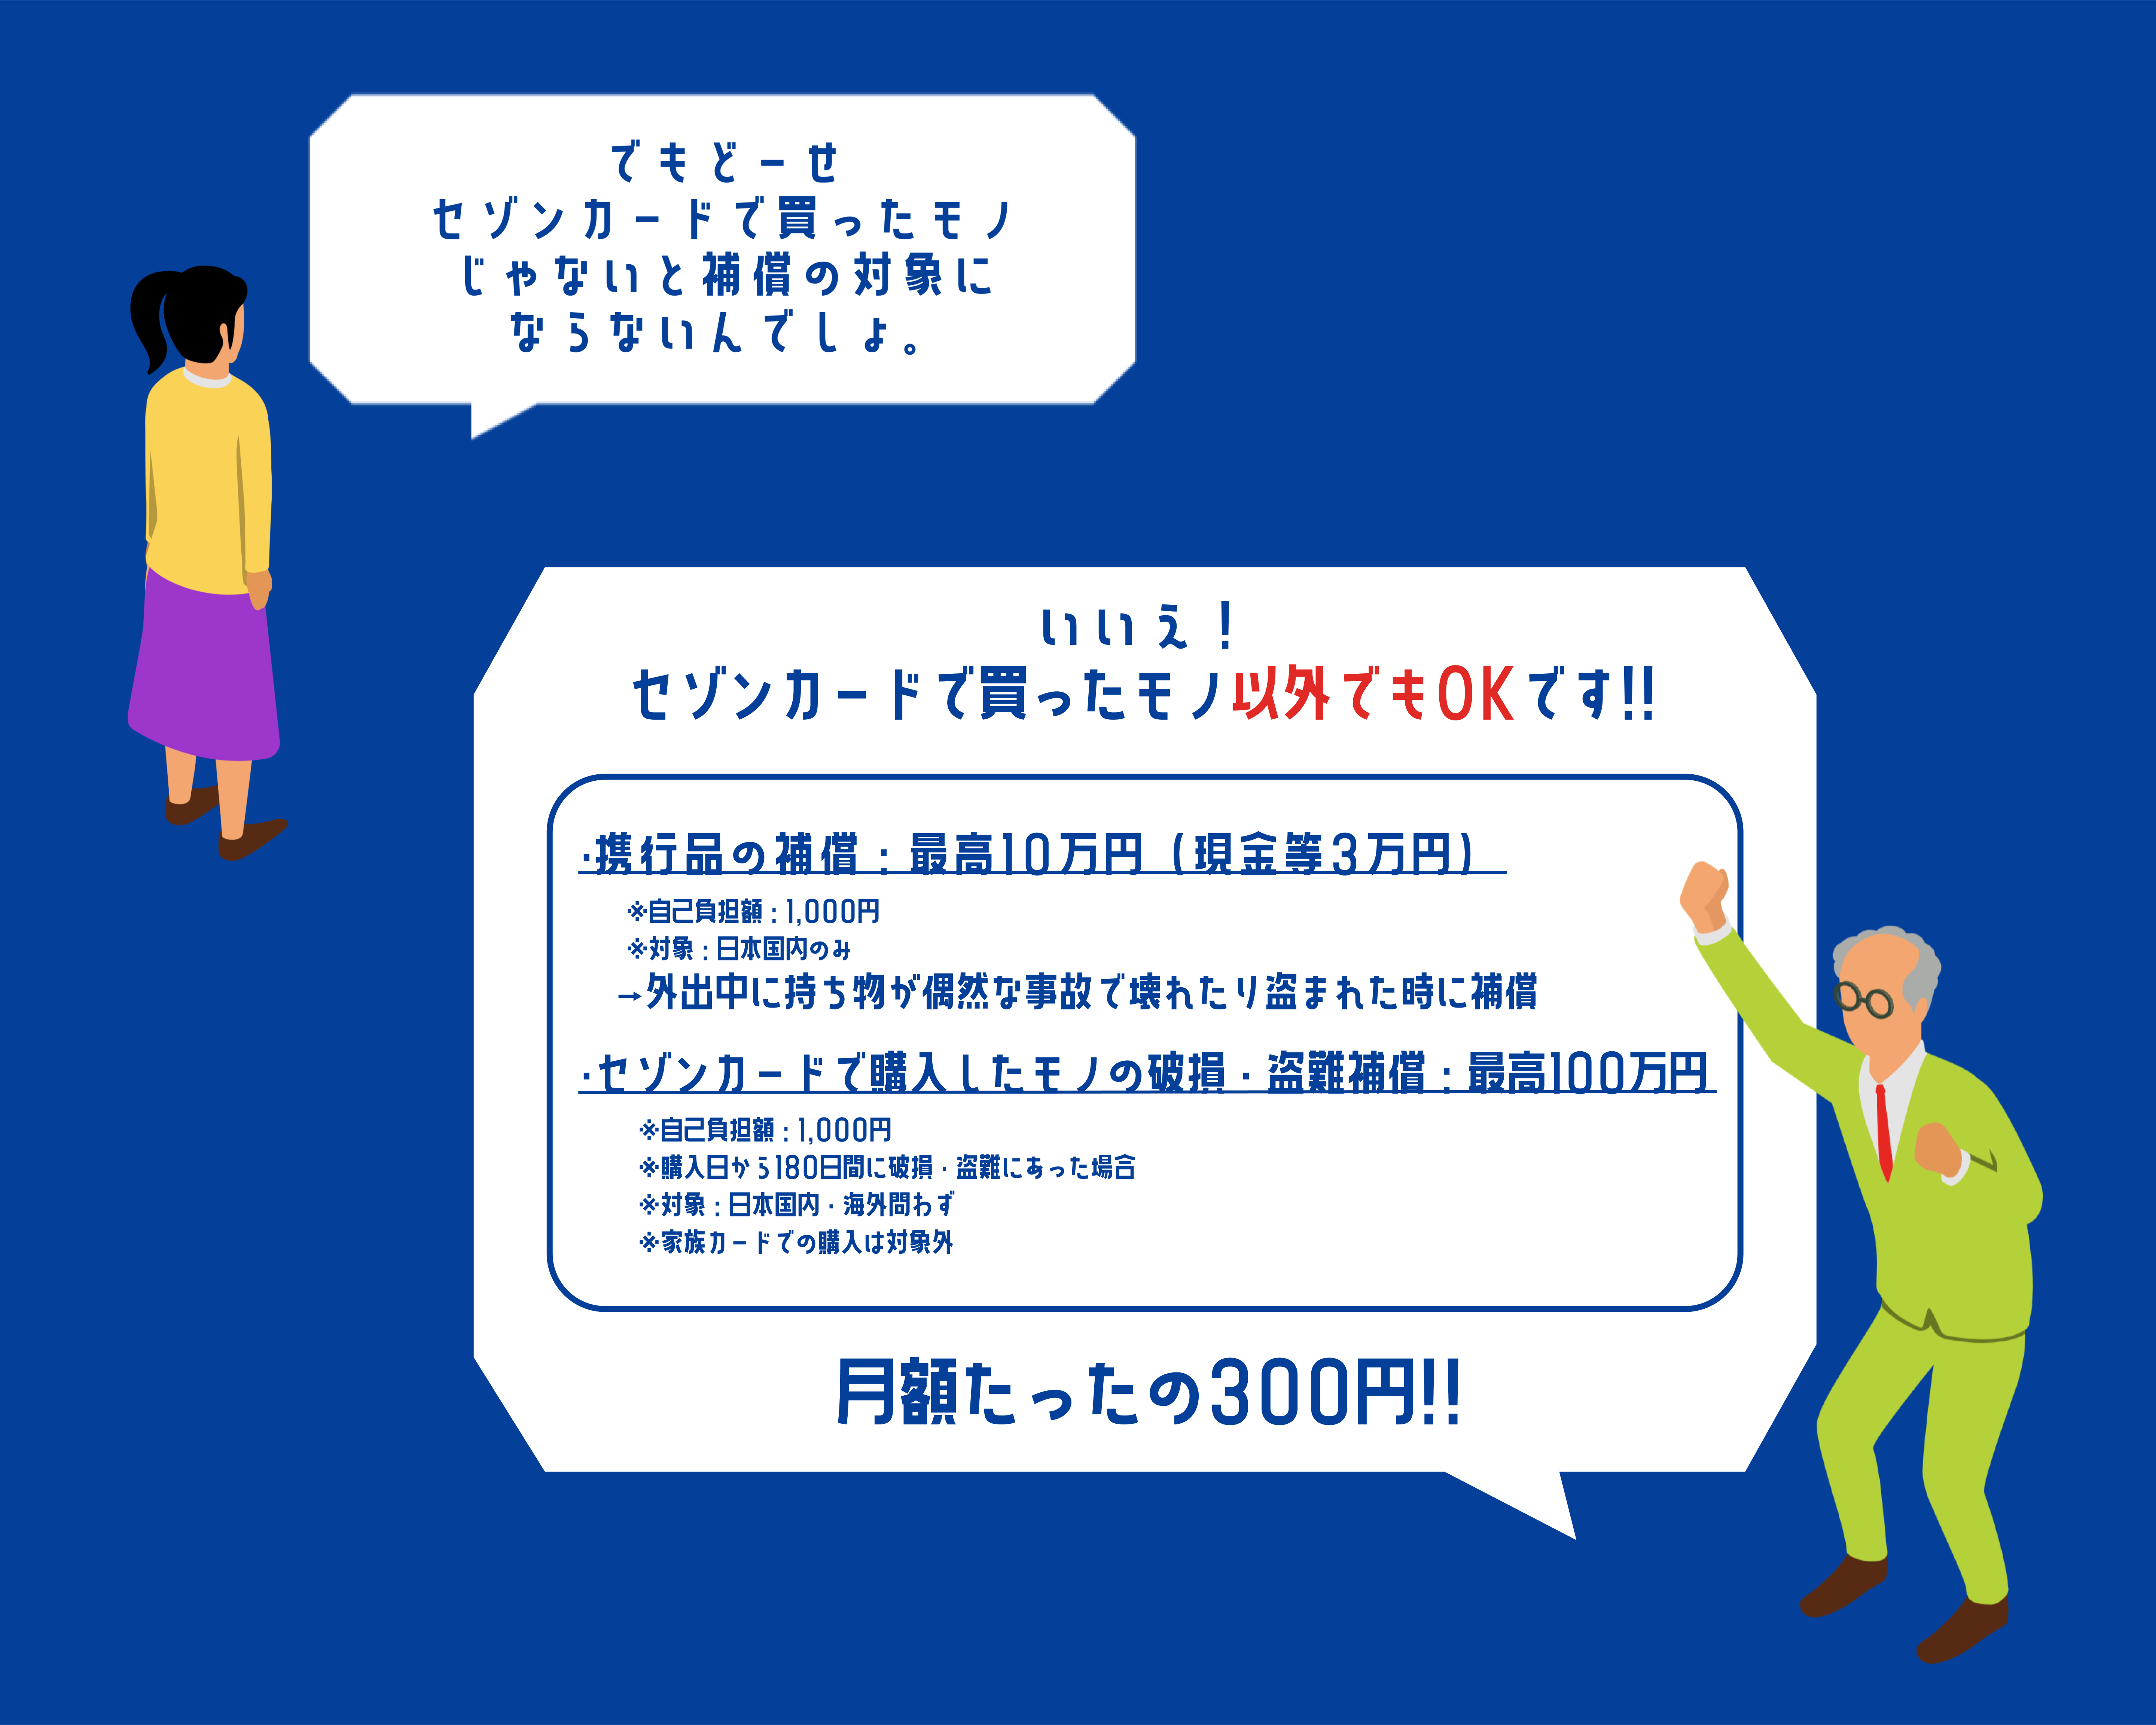 でもどーせ
セゾンカードで買ったモノ
じゃないと補償の対象に
ならないんでしょ。
いいえ！
セゾンカードで買ったモノ以外でもOKです!!
・携行品の補償：最高10万円（現金等3万円）
※自己負担額：1,000円
※対象：日本国内のみ
→外出中に持ち物が偶然な事故で壊れたり盗まれた時に補償
・セゾンカードで購入したモノの破損・盗難補償：最高100万円
※自己負担額：1,000円
※購入日から180日間に破損・盗難にあった場合
※対象：日本国内・海外問わず
※家族カードでの購入は対象外
月額たったの300円!!